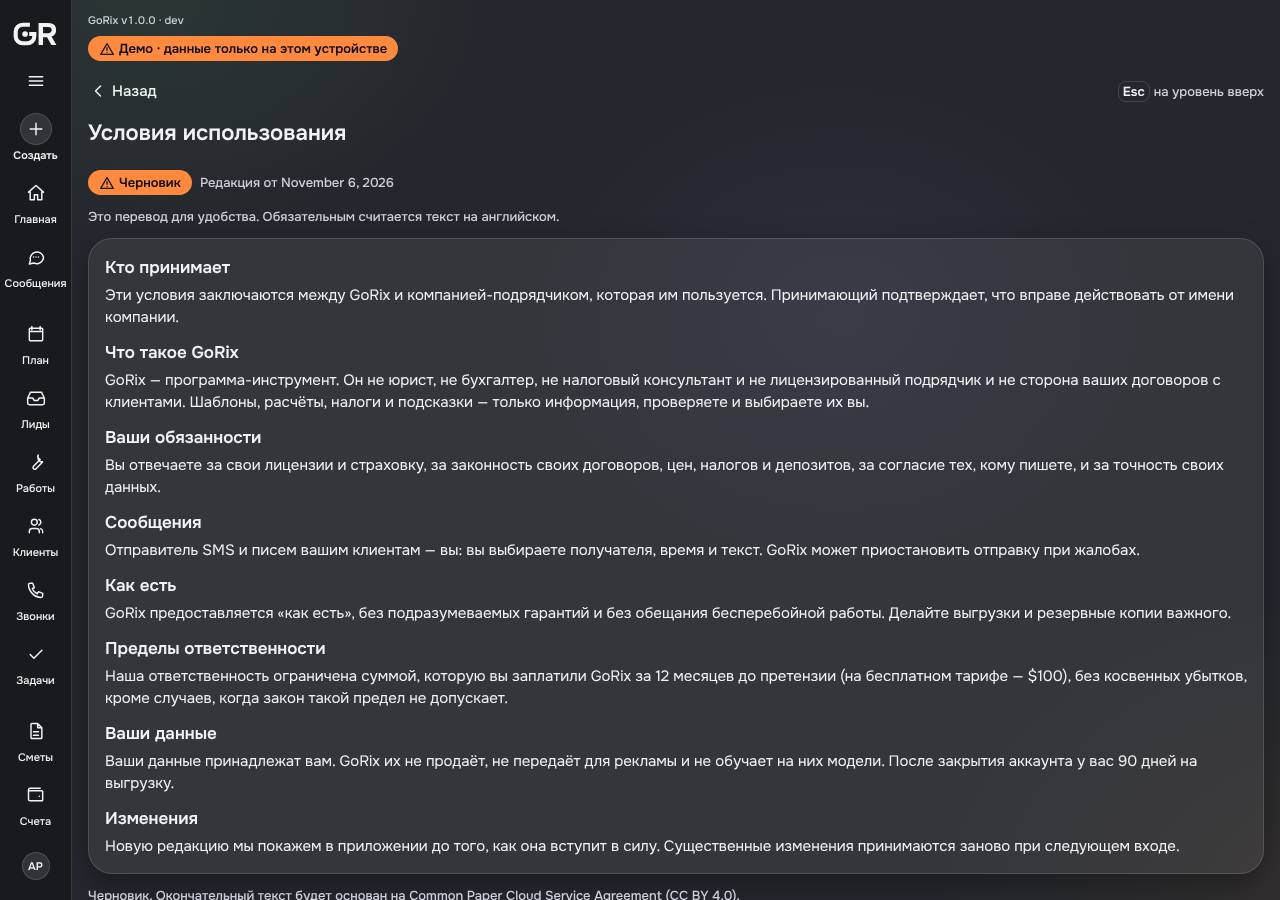 GR
GoRix v1.0.0 · dev
Демо · данные только на этом устройстве
Назад
Esc на уровень вверх
Создать
Главная
Сообщения
План
Лиды
Работы
Клиенты
Звонки
Задачи
Сметы
Счета
AP
Условия использования
Черновик Редакция от November 6, 2026
Это перевод для удобства. Обязательным считается текст на английском.
Кто принимает
Эти условия заключаются между GoRix и компанией-подрядчиком, которая им пользуется. Принимающий подтверждает, что вправе действовать от имени
компании.
Что такое GoRix
GoRix — программа-инструмент. Он не юрист, не бухгалтер, не налоговый консультант и не лицензированный подрядчик и не сторона ваших договоров с
клиентами. Шаблоны, расчёты, налоги и подсказки — только информация, проверяете и выбираете их вы.
Ваши обязанности
Вы отвечаете за свои лицензии и страховку, за законность своих договоров, цен, налогов и депозитов, за согласие тех, кому пишете, и за точность своих
данных.
Сообщения
Отправитель SMS и писем вашим клиентам — вы: вы выбираете получателя, время и текст. GoRix может приостановить отправку при жалобах.
Как есть
GoRix предоставляется «как есть», без подразумеваемых гарантий и без обещания бесперебойной работы. Делайте выгрузки и резервные копии важного.
Пределы ответственности
Наша ответственность ограничена суммой, которую вы заплатили GoRix за 12 месяцев до претензии (на бесплатном тарифе — $100), без косвенных убытков,
кроме случаев, когда закон такой предел не допускает.
Ваши данные
Ваши данные принадлежат вам. GoRix их не продаёт, не передаёт для рекламы и не обучает на них модели. После закрытия аккаунта у вас 90 дней на
выгрузку.
Изменения
Новую редакцию мы покажем в приложении до того, как она вступит в силу. Существенные изменения принимаются заново при следующем входе.
Черновик. Окончательный текст будет основан на Common Paper Cloud Service Agreement (CC BY 4.0).